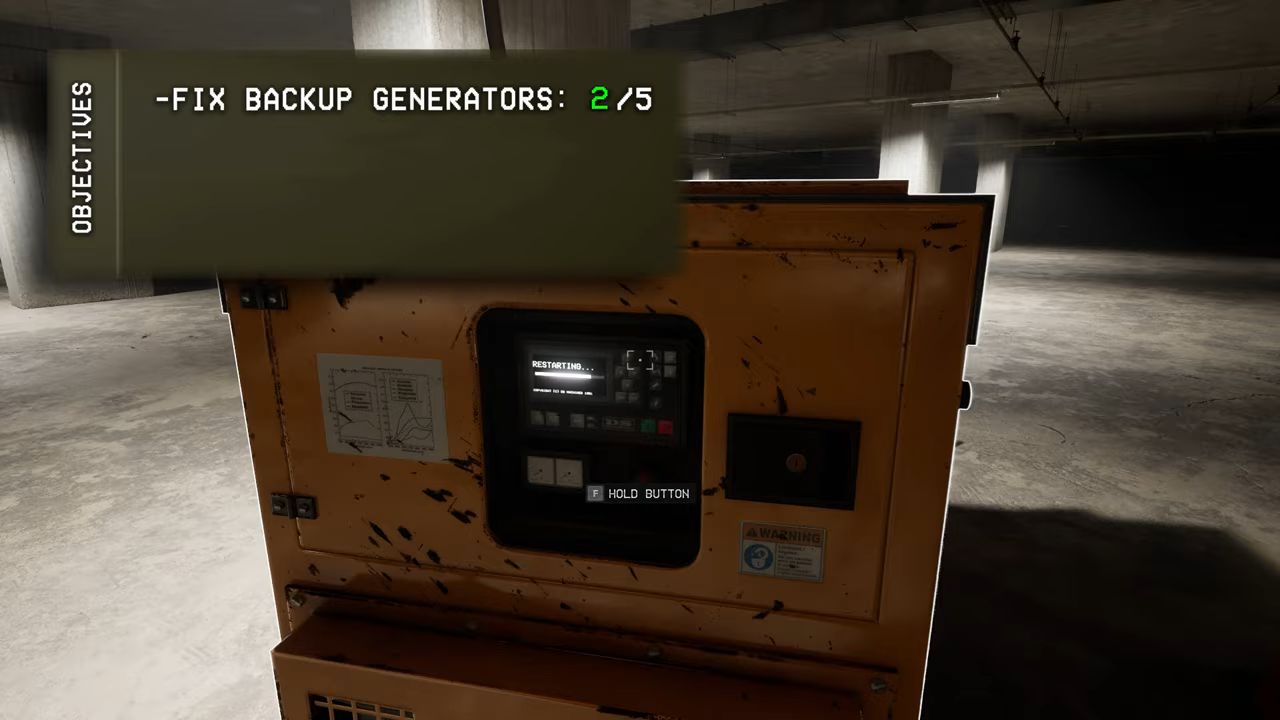 OBJECTIVES
-FIX BACKUP GENERATORS: 2/5
RESTARTING...
F HOLD BUTTON
WARNING